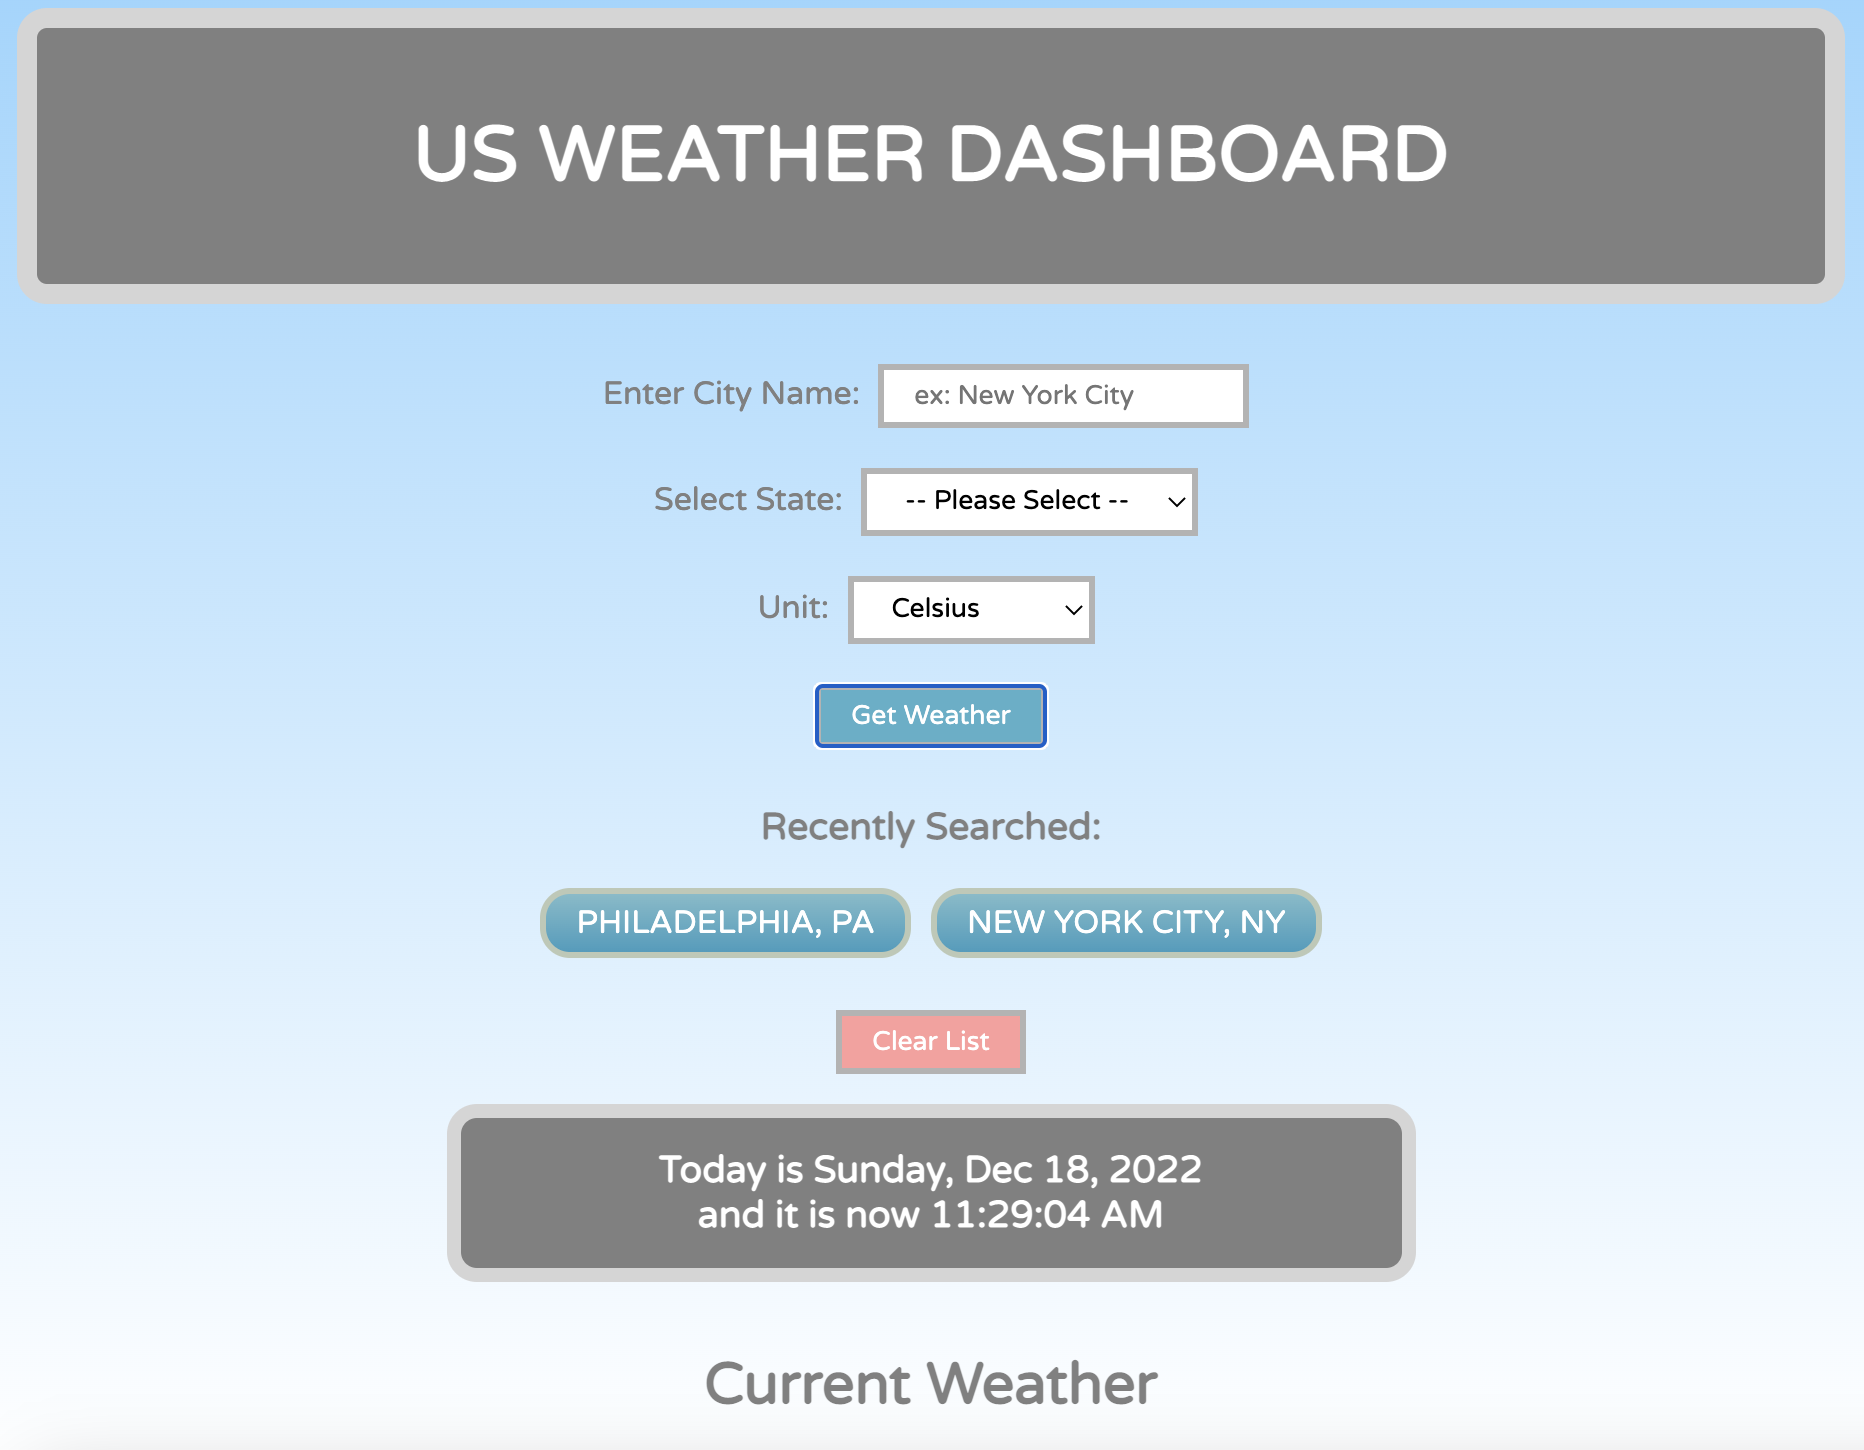 US WEATHER DASHBOARD
Enter City Name: ex: New York City
Select State: -- Please Select --
Unit: Celsius
Get Weather
Recently Searched:
PHILADELPHIA, PA NEW YORK CITY, NY
Clear List
Today is Sunday, Dec 18, 2022
and it is now 11:29:04 AM
Current Weather